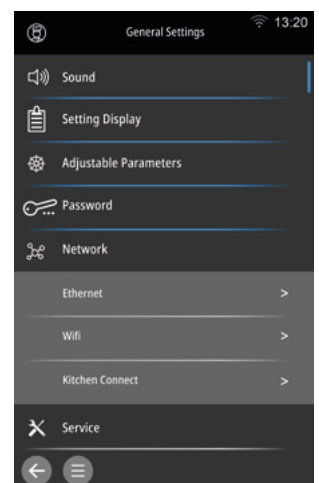 General Settings
13:20
Sound
Setting Display
Adjustable Parameters
Password
Network
Ethernet >
Wifi >
Kitchen Connect >
Service